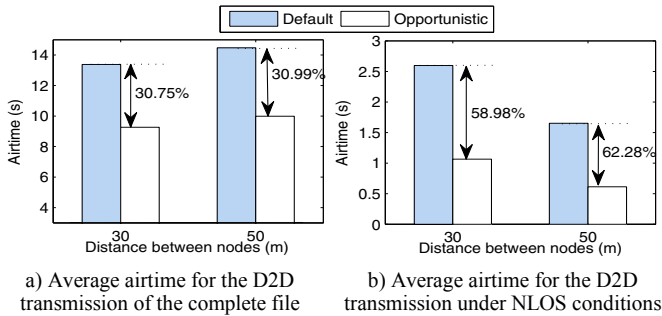 Default Opportunistic
14
12
10
8
6
4
Airtime (s)
30.75%
30.99%
30 50
Distance between nodes (m)
3
2.5
2
1.5
1
0.5
0
Airtime (s)
58.98%
62.28%
30 50
Distance between nodes (m)
a) Average airtime for the D2D
transmission of the complete file
b) Average airtime for the D2D
transmission under NLOS conditions